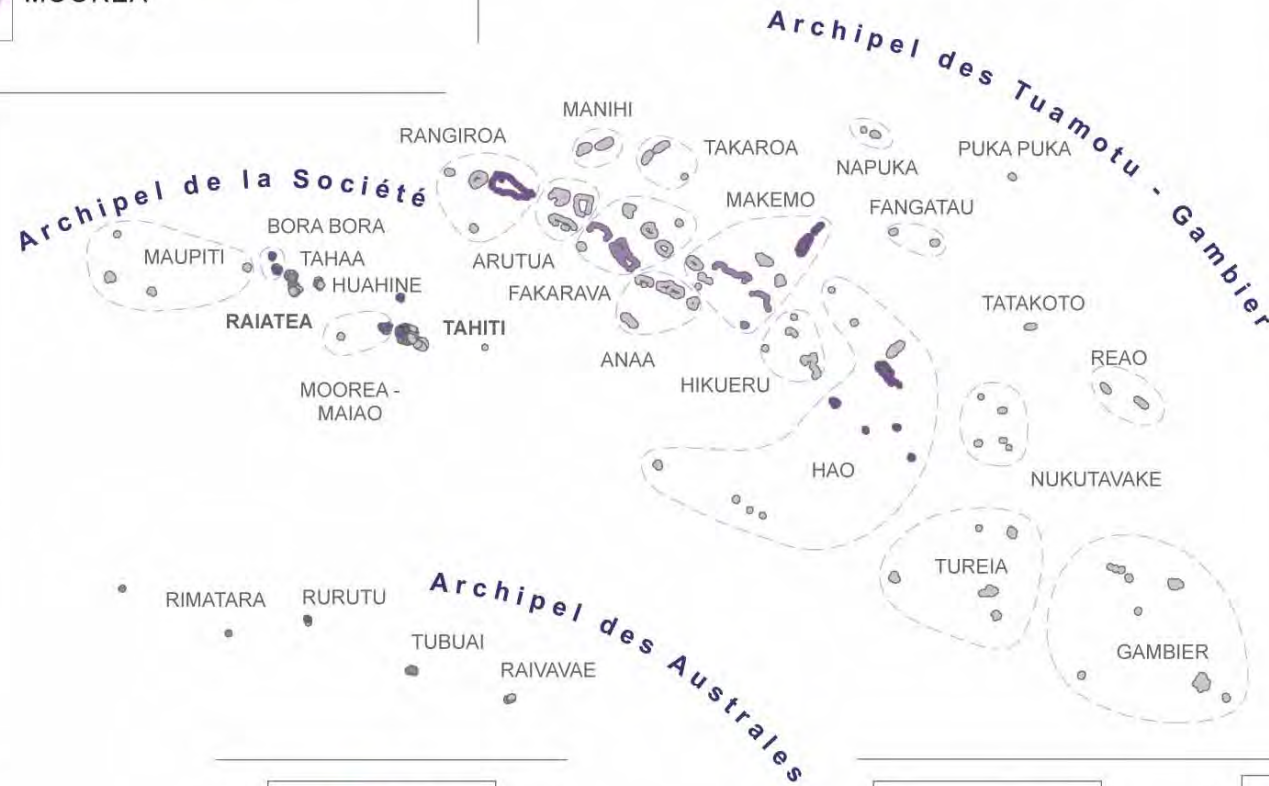 MOOREA
Archipel des Tuamotu - Gambier
MANIHI
RANGIROA
TAKAROA
NAPUKA
PUKA PUKA
Archipel de la Société
MAKEMO
FANGATAU
BORA BORA
MAUPITI
TAHAA
ARUTUA
HUAHINE
FAKARAVA
TATAKOTO
RAIATEA
TAHITI
ANAA
REAO
HIKUERU
MOOREA -
MAIAO
HAO
NUKUTAVAKE
TUREIA
Archipel des Australes
RIMATARA
RURUTU
TUBUAI
GAMBIER
RAIVAVAE